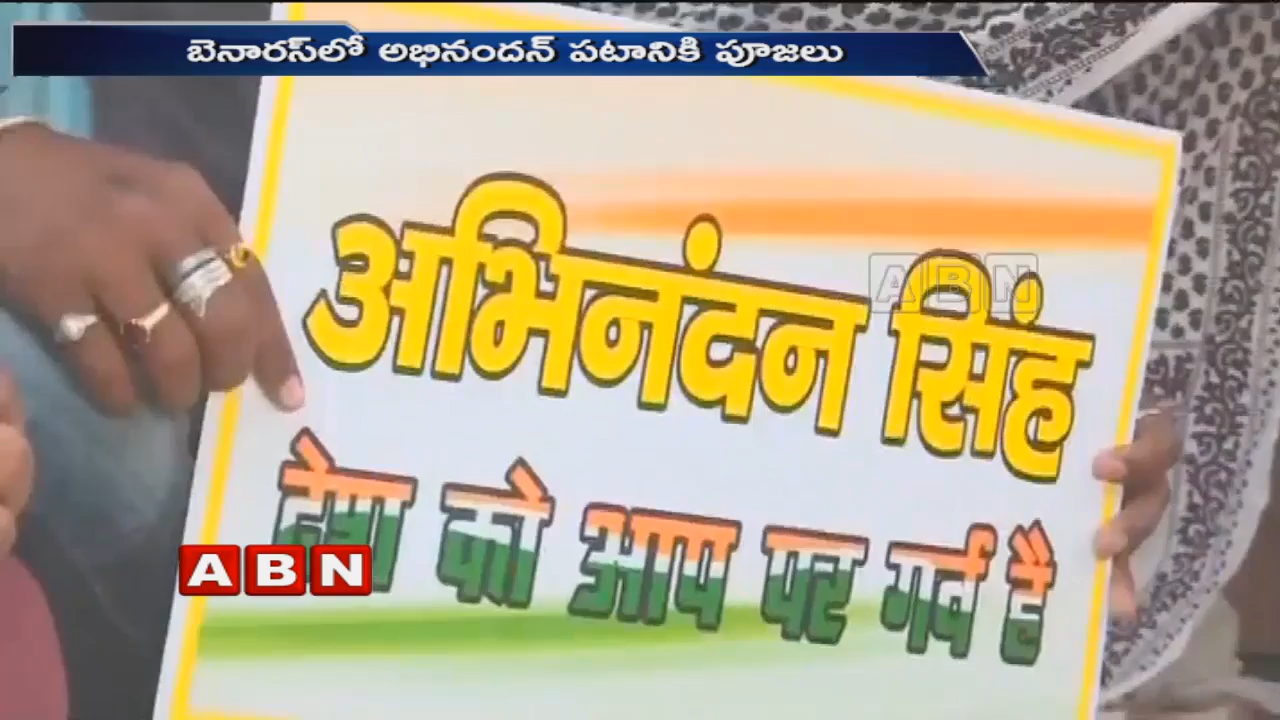 బెనారస్‌లో అభినందన్ పటానికి పూజలు
अभिनंदन सिंह
ABN
देश को आप पर गर्व है
ABN